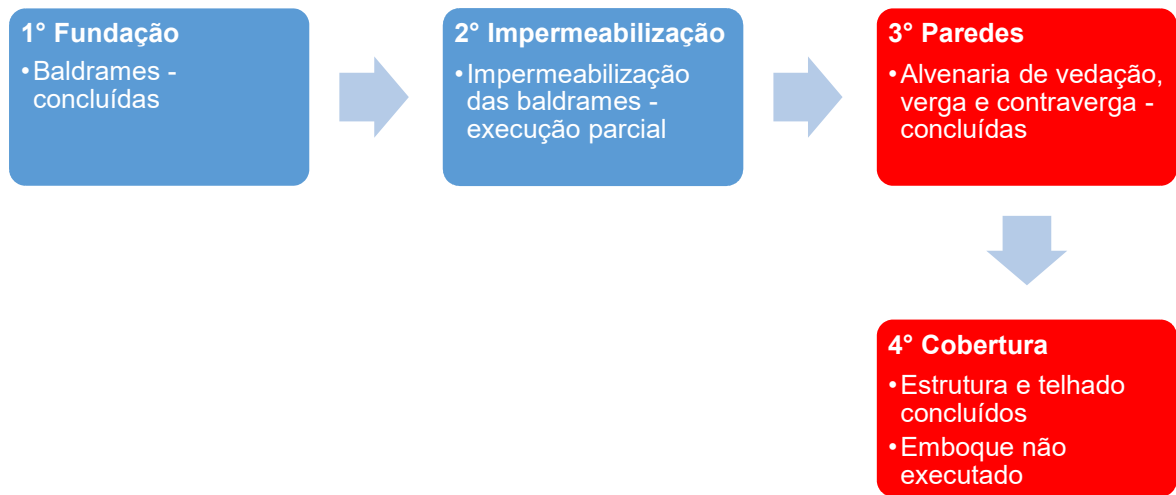 1° Fundação
•Baldrames -
concluídas
2° Impermeabilização
•Impermeabilização
das baldrames -
execução parcial
3° Paredes
•Alvenaria de vedação,
verga e contraverga -
concluídas
4° Cobertura
•Estrutura e telhado
concluídos
•Emboque não
executado